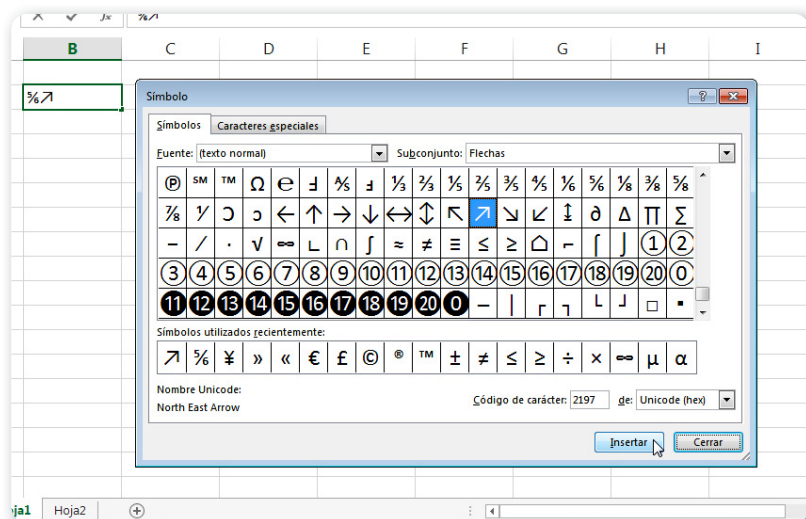 fx ⅚↗
B C D E F G H I
⅚↗
Símbolo
Símbolos Caracteres especiales
Fuente: (texto normal) Subconjunto: Flechas
℗ ℠ ™ Ω ℮ Ⅎ ⅍ ⅎ ⅓ ⅔ ⅕ ⅖ ⅗ ⅘ ⅙ ⅚ ⅛ ⅜ ⅝
⅞ ⅟ Ↄ ↄ ← ↑ → ↓ ↔ ↕ ↖ ↗ ↘ ↙ ↨ ∂ ∆ ∏ ∑
− ∕ ∙ √ ∞ ∟ ∩ ∫ ≈ ≠ ≡ ≤ ≥ ⌂ ⌐ ⌠ ⌡ ① ②
③ ④ ⑤ ⑥ ⑦ ⑧ ⑨ ⑩ ⑪ ⑫ ⑬ ⑭ ⑮ ⑯ ⑰ ⑱ ⑲ ⑳ ⓪
⓫ ⓬ ⓭ ⓮ ⓯ ⓰ ⓱ ⓲ ⓳ ⓴ ⓿ ─ │ ┌ ┐ └ ┘ □ ▪
Símbolos utilizados recientemente:
↗ ⅚ ¥ » « € £ © ® ™ ± ≠ ≤ ≥ ÷ × ∞ µ α
Nombre Unicode:
North East Arrow
Código de carácter: 2197 de: Unicode (hex)
Insertar Cerrar
oja1 Hoja2